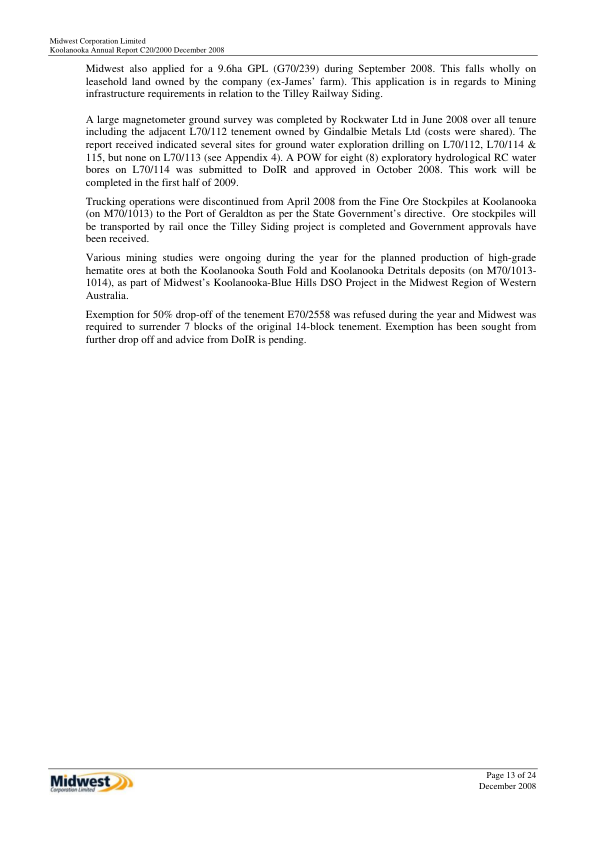 Midwest Corporation Limited
Koolanooka Annual Report C20/2000 December 2008
Midwest also applied for a 9.6ha GPL (G70/239) during September 2008. This falls wholly on
leasehold land owned by the company (ex-James' farm). This application is in regards to Mining
infrastructure requirements in relation to the Tilley Railway Siding.
A large magnetometer ground survey was completed by Rockwater Ltd in June 2008 over all tenure
including the adjacent L70/112 tenement owned by Gindalbie Metals Ltd (costs were shared). The
report received indicated several sites for ground water exploration drilling on L70/112, L70/114 &
115, but none on L70/113 (see Appendix 4). A POW for eight (8) exploratory hydrological RC water
bores on L70/114 was submitted to DoIR and approved in October 2008. This work will be
completed in the first half of 2009.
Trucking operations were discontinued from April 2008 from the Fine Ore Stockpiles at Koolanooka
(on M70/1013) to the Port of Geraldton as per the State Government's directive. Ore stockpiles will
be transported by rail once the Tilley Siding project is completed and Government approvals have
been received.
Various mining studies were ongoing during the year for the planned production of high-grade
hematite ores at both the Koolanooka South Fold and Koolanooka Detritals deposits (on M70/1013-
1014), as part of Midwest's Koolanooka-Blue Hills DSO Project in the Midwest Region of Western
Australia.
Exemption for 50% drop-off of the tenement E70/2558 was refused during the year and Midwest was
required to surrender 7 blocks of the original 14-block tenement. Exemption has been sought from
further drop off and advice from DoIR is pending.
Midwest
Corporation Limited
Page 13 of 24
December 2008